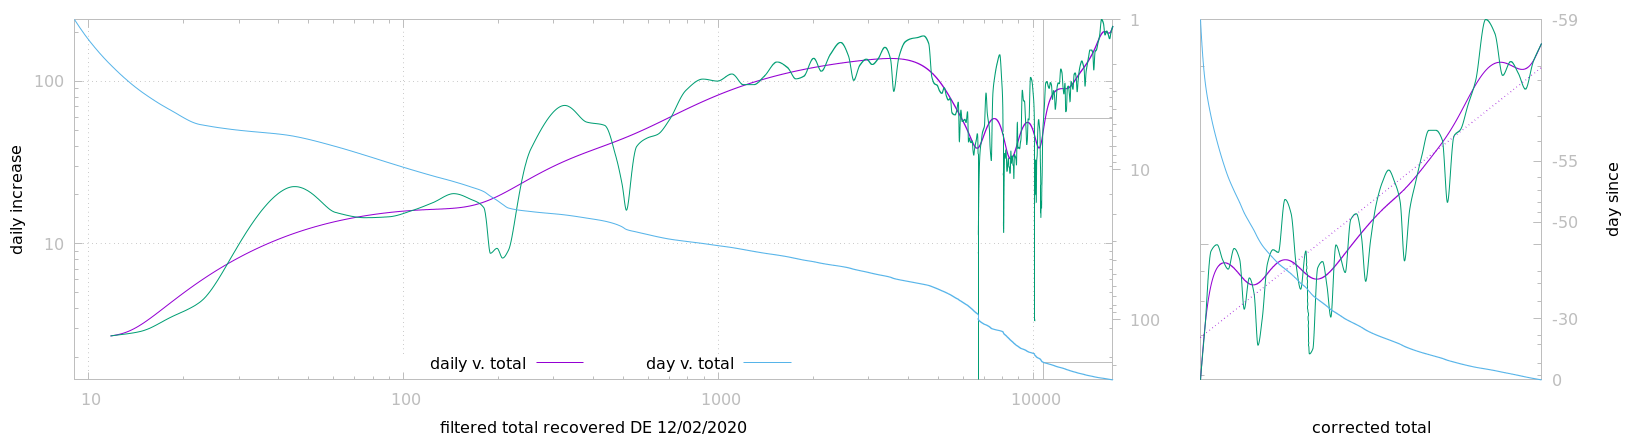 daily increase
100
10
10
100
1000
10000
1
10
100
daily v. total
day v. total
filtered total recovered DE 12/02/2020
-59
-55
-50
-30
0
day since
corrected total